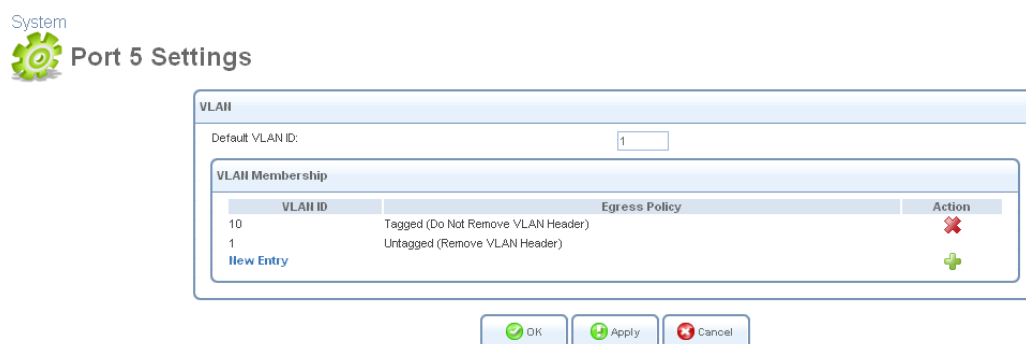 System
Port 5 Settings
VLAN
Default VLAN ID: 1
VLAN Membership
VLAN ID Egress Policy Action
10 Tagged (Do Not Remove VLAN Header)
1 Untagged (Remove VLAN Header)
New Entry
OK Apply Cancel